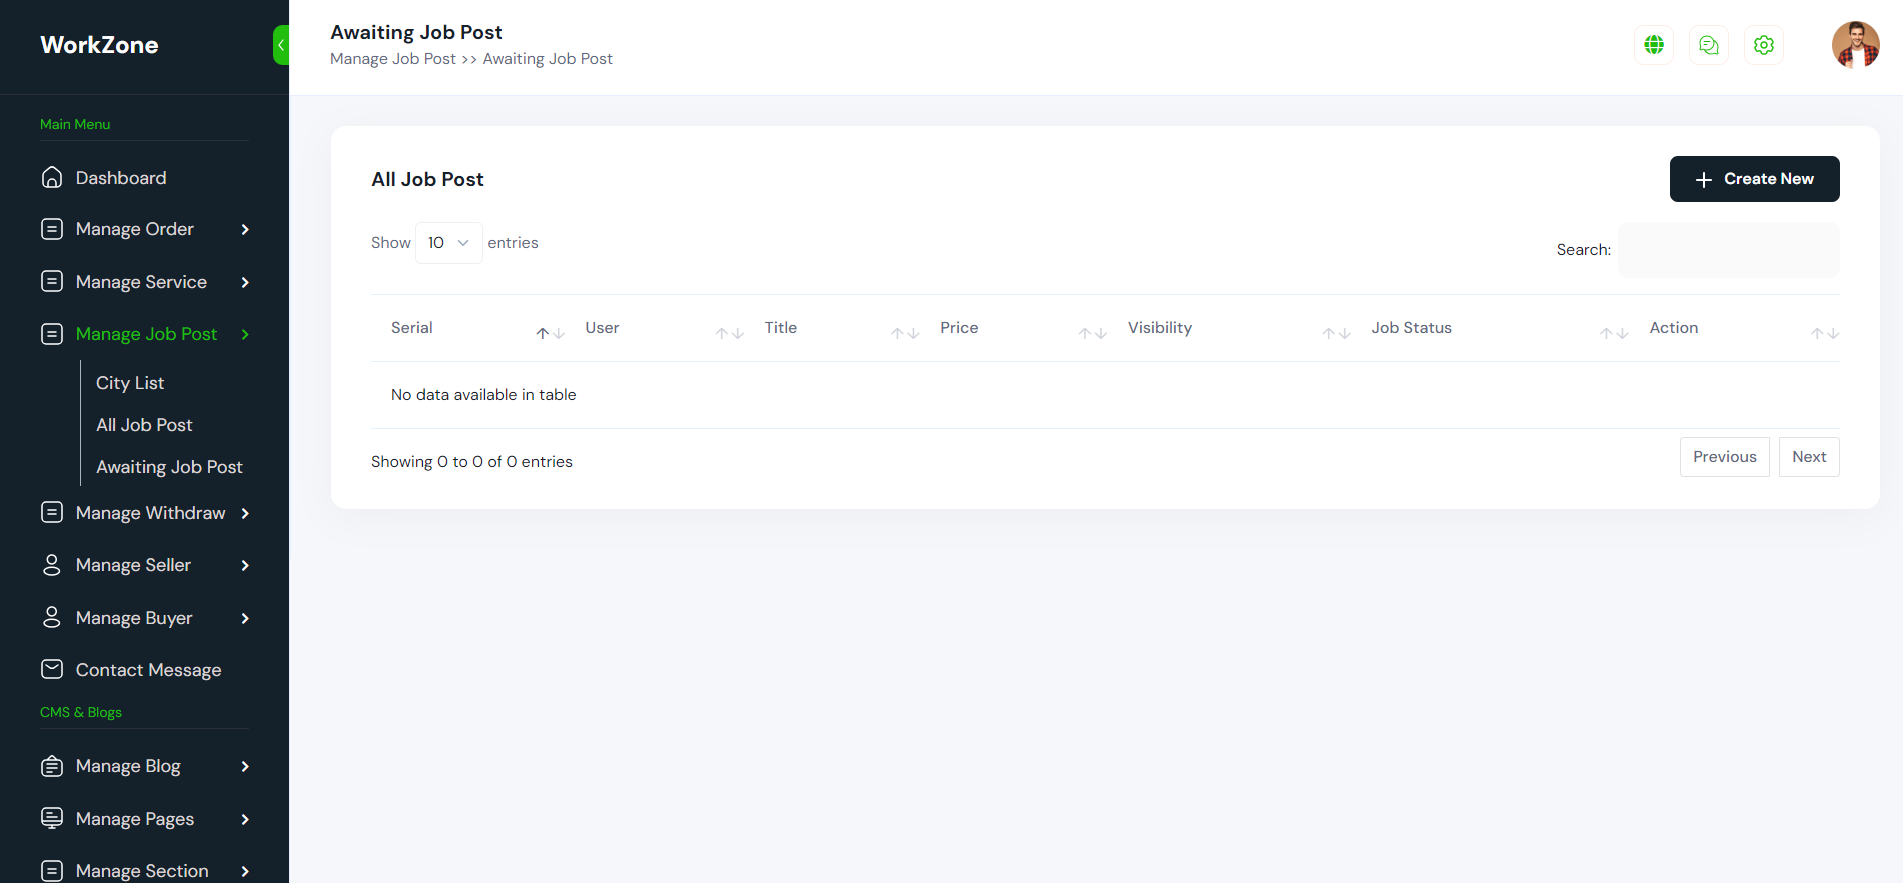 WorkZone
Main Menu
Dashboard
Manage Order
Manage Service
Manage Job Post
City List
All Job Post
Awaiting Job Post
Manage Withdraw
Manage Seller
Manage Buyer
Contact Message
CMS & Blogs
Manage Blog
Manage Pages
Manage Section
Awaiting Job Post
Manage Job Post >> Awaiting Job Post
All Job Post
Create New
Show 10 entries
Search:
Serial User Title Price Visibility Job Status Action
No data available in table
Showing 0 to 0 of 0 entries
Previous Next